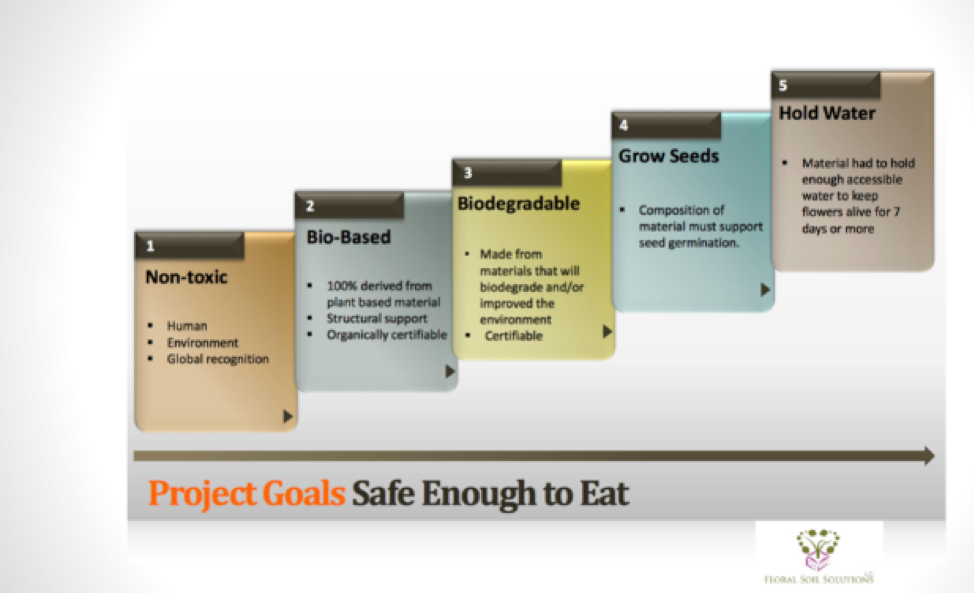 1
Non-toxic
▪ Human
▪ Environment
▪ Global recognition
2
Bio-Based
▪ 100% derived from
plant based material
▪ Structural support
▪ Organically certifiable
3
Biodegradable
• Made from
materials that will
biodegrade and/or
improved the
environment
▪ Certifiable
4
Grow Seeds
• Composition of
material must support
seed germination.
5
Hold Water
▪ Material had to hold
enough accessible
water to keep
flowers alive for 7
days or more
Project Goals Safe Enough to Eat
FLORAL SOIL SOLUTIONS